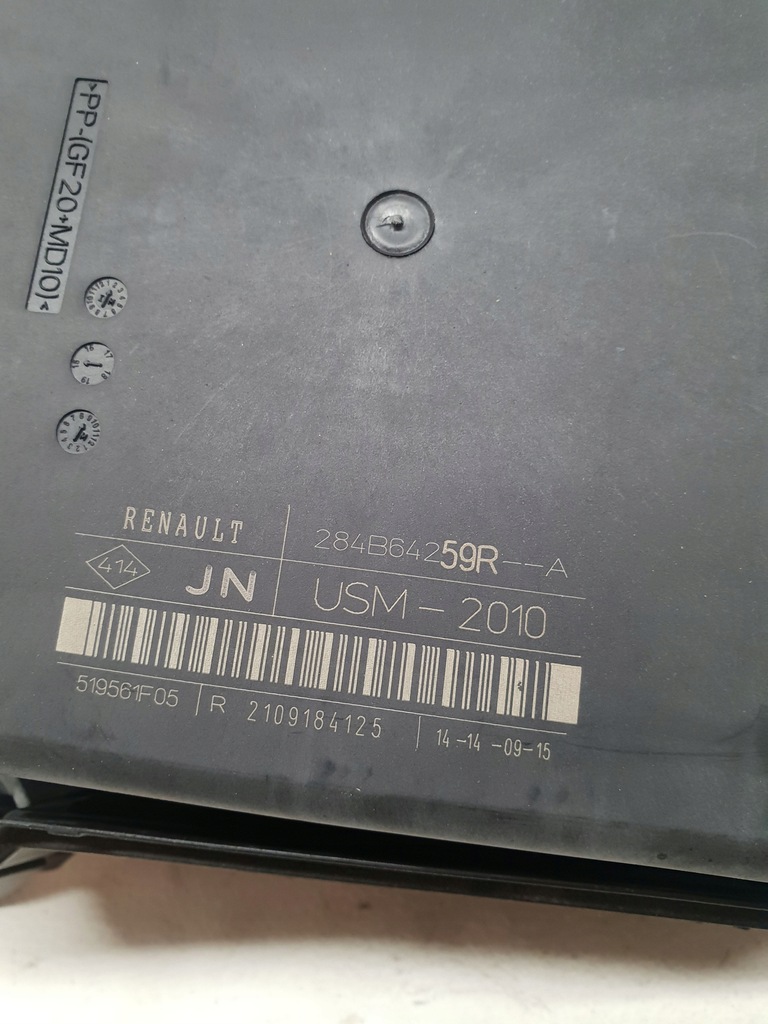 >PP-(GF20+MD10)<
RENAULT
284B64259R--A
414
JN
USM-2010
519561F05
R 2109184125
14-14-09-15